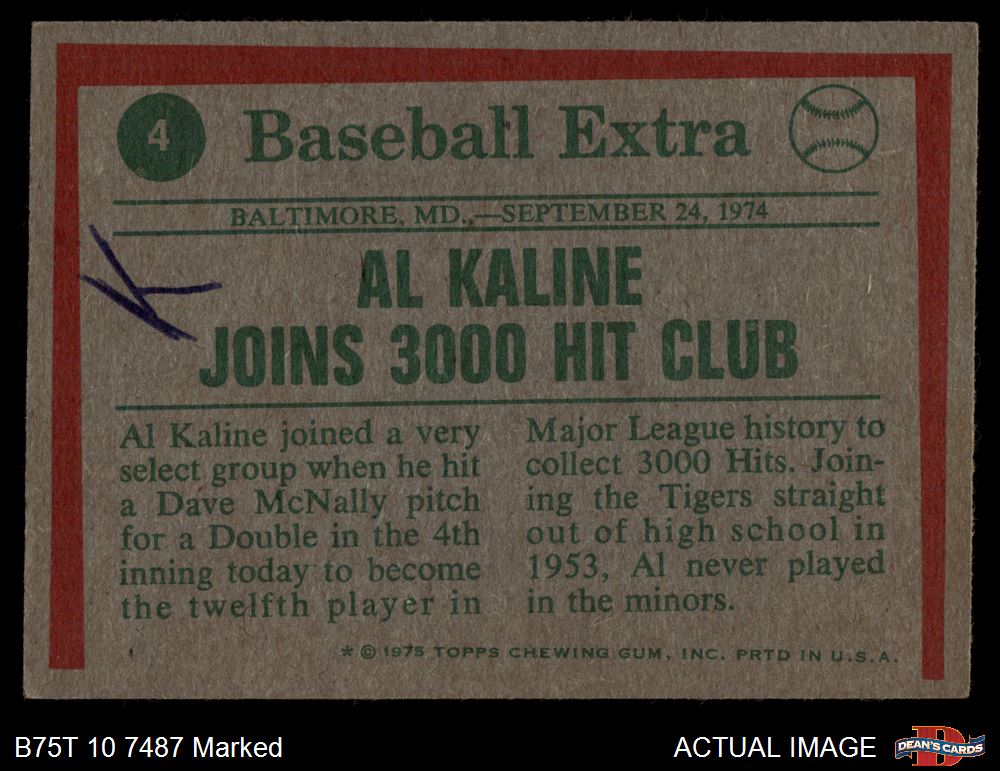 4 Baseball Extra
BALTIMORE, MD.,—SEPTEMBER 24, 1974
K
AL KALINE
JOINS 3000 HIT CLUB
Al Kaline joined a very
select group when he hit
a Dave McNally pitch
for a Double in the 4th
inning today to become
the twelfth player in
Major League history to
collect 3000 Hits. Join-
ing the Tigers straight
out of high school in
1953, Al never played
in the minors.
* © 1975 TOPPS CHEWING GUM, INC. PRTD IN U.S.A.
B75T 10 7487 Marked
ACTUAL IMAGE
D
DEAN'S CARDS